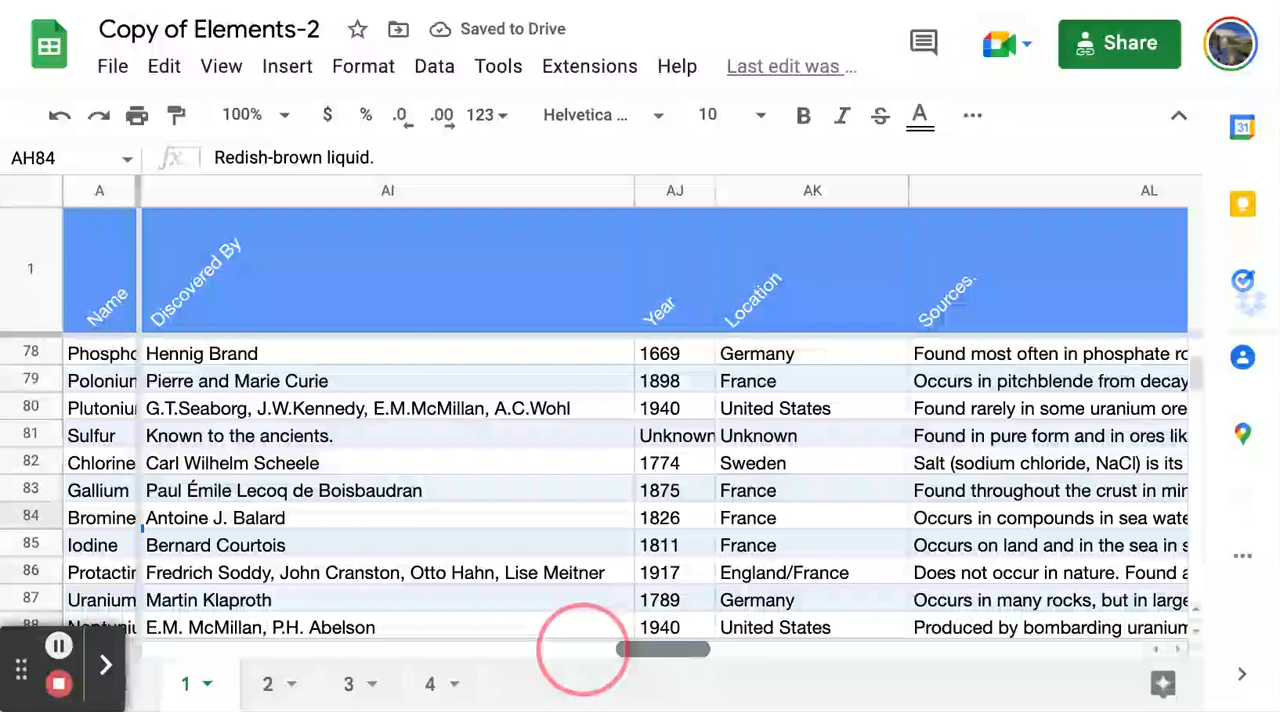 Copy of Elements-2 Saved to Drive
File Edit View Insert Format Data Tools Extensions Help Last edit was ...
Share
100% $ % .0 .00 123 Helvetica ... 10 B I S A ...
31
AH84 fx Redish-brown liquid.
A AI AJ AK AL
1 Name Discovered By Year Location Sources.
78 Phospho Hennig Brand 1669 Germany Found most often in phosphate ro
79 Polonium Pierre and Marie Curie 1898 France Occurs in pitchblende from decay
80 Plutoniu G.T.Seaborg, J.W.Kennedy, E.M.McMillan, A.C.Wohl 1940 United States Found rarely in some uranium ore
81 Sulfur Known to the ancients. Unknown Unknown Found in pure form and in ores lik
82 Chlorine Carl Wilhelm Scheele 1774 Sweden Salt (sodium chloride, NaCl) is its
83 Gallium Paul Émile Lecoq de Boisbaudran 1875 France Found throughout the crust in min
84 Bromine Antoine J. Balard 1826 France Occurs in compounds in sea wate
85 Iodine Bernard Courtois 1811 France Occurs on land and in the sea in s
86 Protactin Fredrich Soddy, John Cranston, Otto Hahn, Lise Meitner 1917 England/France Does not occur in nature. Found a
87 Uranium Martin Klaproth 1789 Germany Occurs in many rocks, but in large
88 Neptuniu E.M. McMillan, P.H. Abelson 1940 United States Produced by bombarding uranium
1 2 3 4